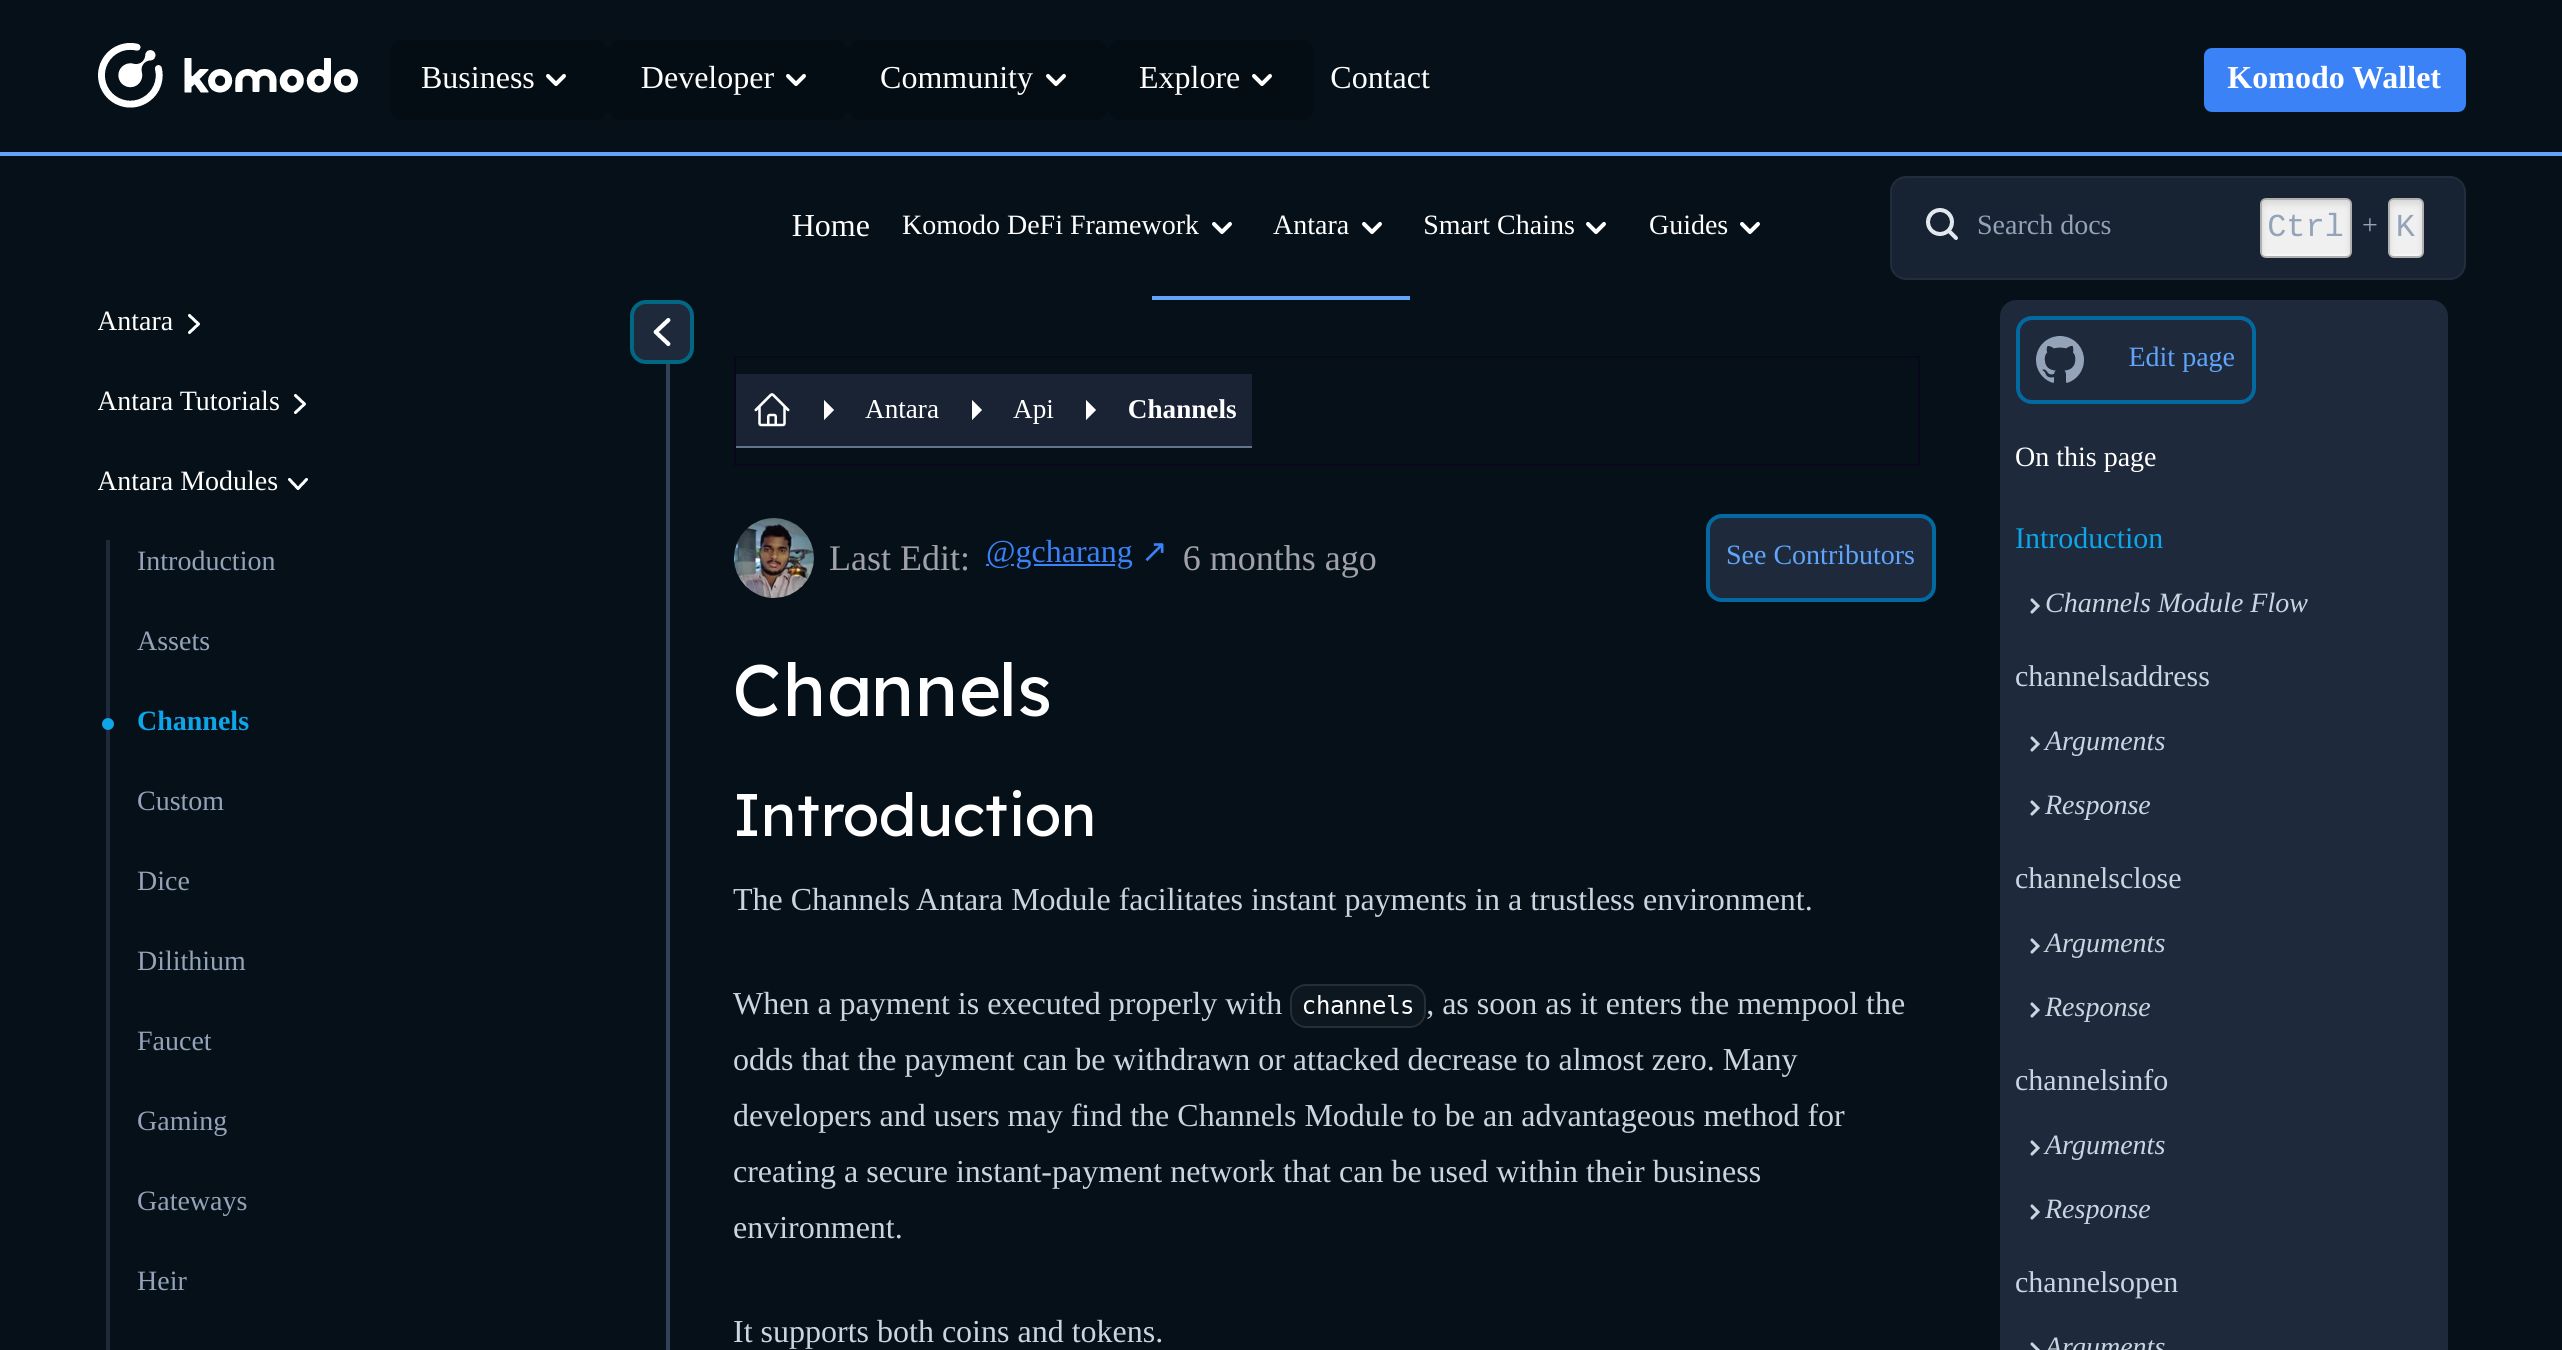 komodo
Business
Developer
Community
Explore
Contact
Komodo Wallet
Home
Komodo DeFi Framework
Antara
Smart Chains
Guides
Search docs
Ctrl + K
Antara
Antara Tutorials
Antara Modules
Introduction
Assets
Channels
Custom
Dice
Dilithium
Faucet
Gaming
Gateways
Heir
Antara
Api
Channels
Last Edit: @gcharang ↗ 6 months ago
See Contributors
Channels
Introduction
The Channels Antara Module facilitates instant payments in a trustless environment.
When a payment is executed properly with channels, as soon as it enters the mempool the
odds that the payment can be withdrawn or attacked decrease to almost zero. Many
developers and users may find the Channels Module to be an advantageous method for
creating a secure instant-payment network that can be used within their business
environment.
It supports both coins and tokens.
Edit page
On this page
Introduction
Channels Module Flow
channelsaddress
Arguments
Response
channelsclose
Arguments
Response
channelsinfo
Arguments
Response
channelsopen
Arguments